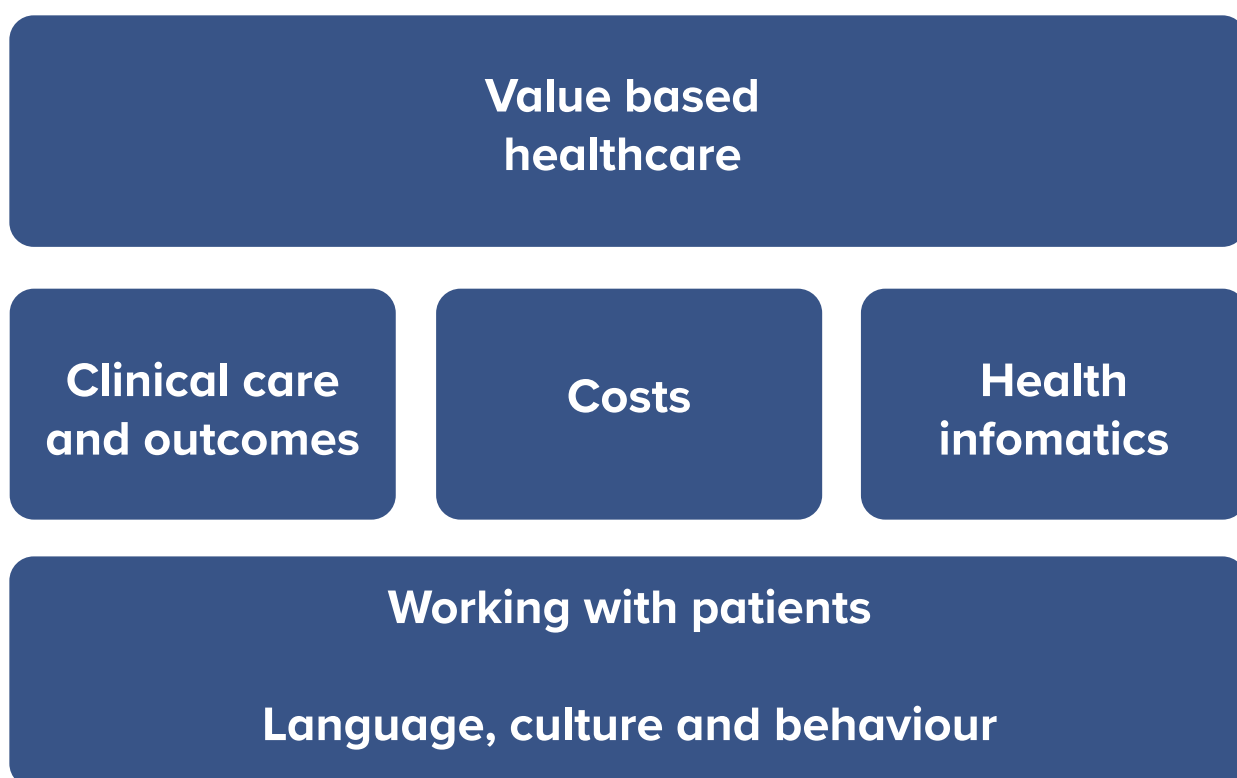 Value based
healthcare
Clinical care
and outcomes
Costs
Health
infomatics
Working with patients
Language, culture and behaviour